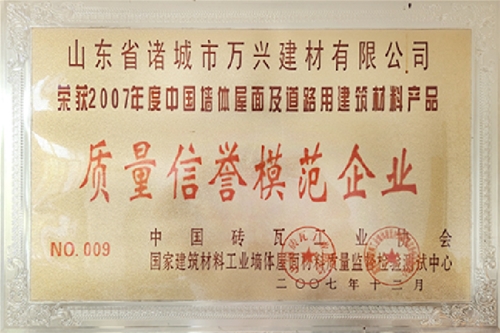 山东省诸城市万兴建材有限公司
荣获2007年度中国墙体屋面及道路用建筑材料产品
质量信誉模范企业
NO.009
中国砖瓦工业协会
国家建筑材料工业墙体屋面材料质量监督检验测试中心
二〇〇七年十二月